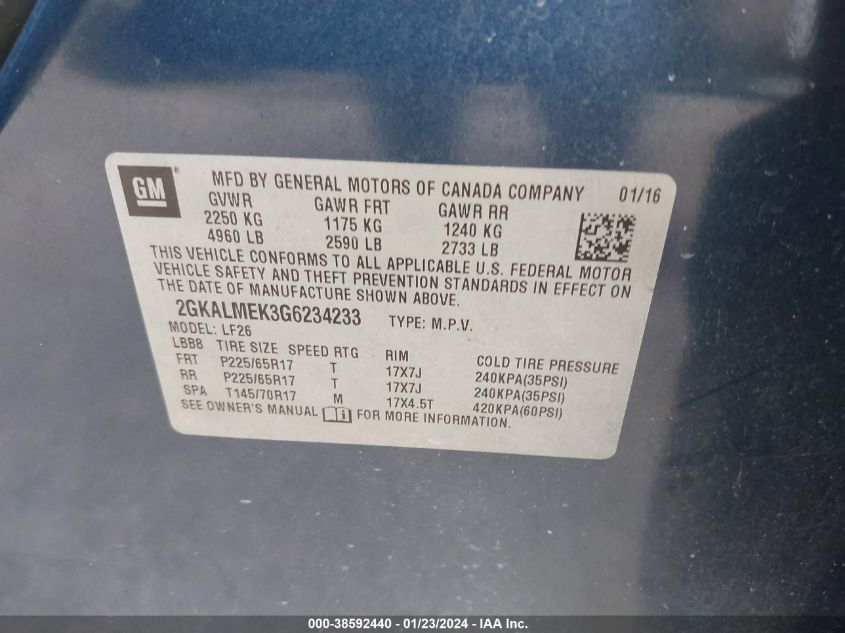 GM ® MFD BY GENERAL MOTORS OF CANADA COMPANY 01/16
GVWR GAWR FRT GAWR RR
2250 KG 1175 KG 1240 KG
4960 LB 2590 LB 2733 LB
THIS VEHICLE CONFORMS TO ALL APPLICABLE U.S. FEDERAL MOTOR
VEHICLE SAFETY AND THEFT PREVENTION STANDARDS IN EFFECT ON
THE DATE OF MANUFACTURE SHOWN ABOVE.
2GKALMEK3G6234233 TYPE: M.P.V.
MODEL: LF26
LBB8 TIRE SIZE SPEED RTG RIM COLD TIRE PRESSURE
FRT P225/65R17 T 17X7J 240KPA(35PSI)
RR P225/65R17 T 17X7J 240KPA(35PSI)
SPA T145/70R17 M 17X4.5T 420KPA(60PSI)
SEE OWNER'S MANUAL FOR MORE INFORMATION.
000-38592440 - 01/23/2024 - IAA Inc.